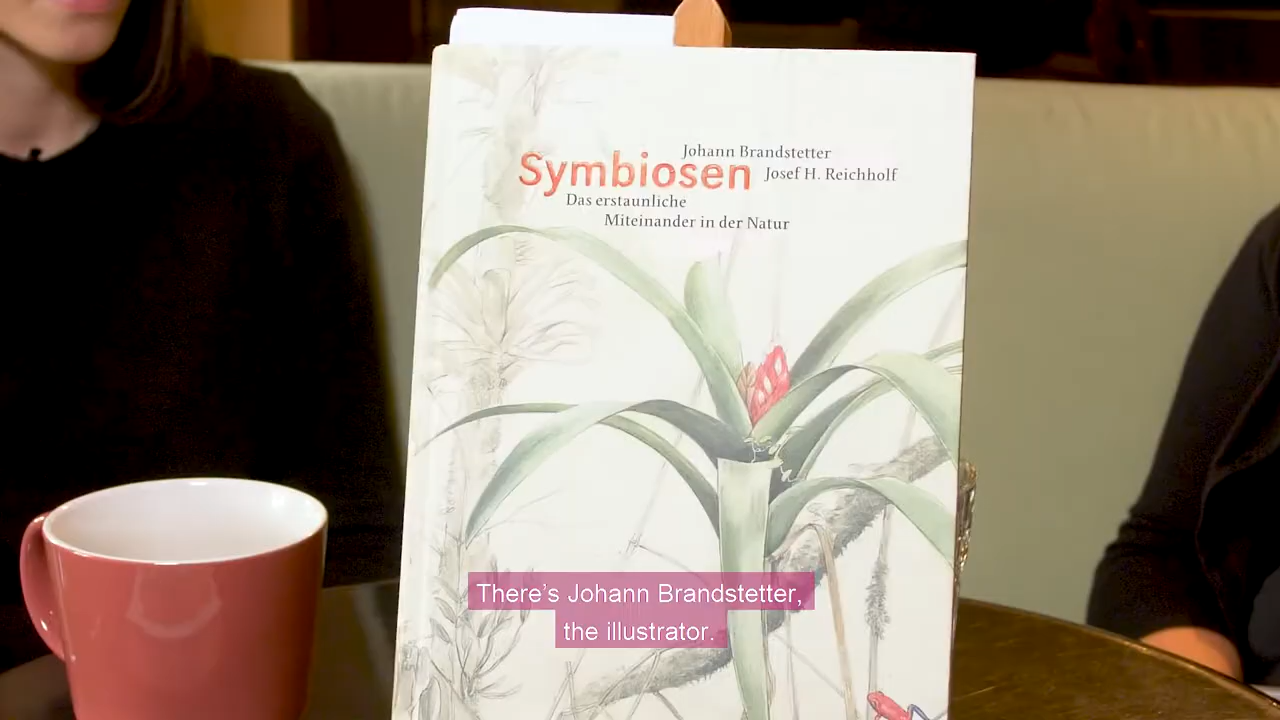 Johann Brandstetter
Symbiosen Josef H. Reichholf
Das erstaunliche
Miteinander in der Natur
There's Johann Brandstetter,
the illustrator.